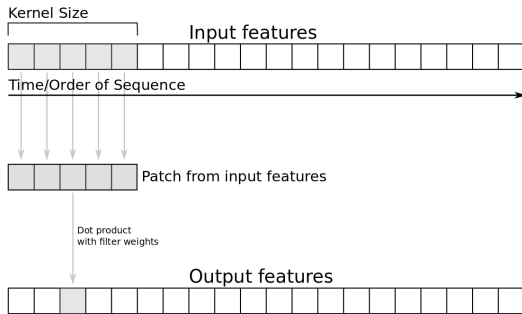 Kernel Size
Input features
Time/Order of Sequence
Patch from input features
Dot product
with filter weights
Output features